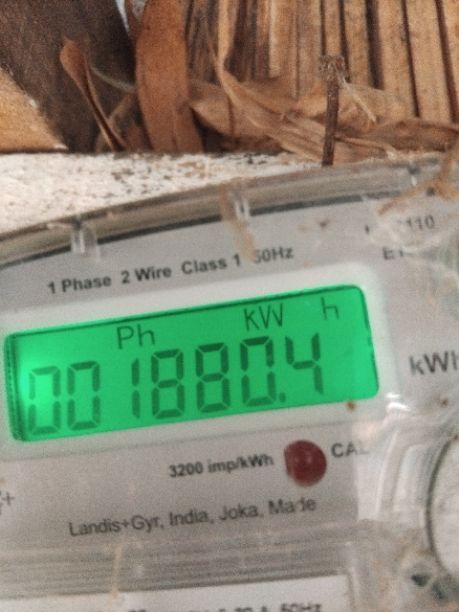 1 Phase 2 Wire Class 1 50Hz
Ph KW h
001880.4
kWh
3200 imp/kWh
CAL
Landis+Gyr, India, Joka, Made